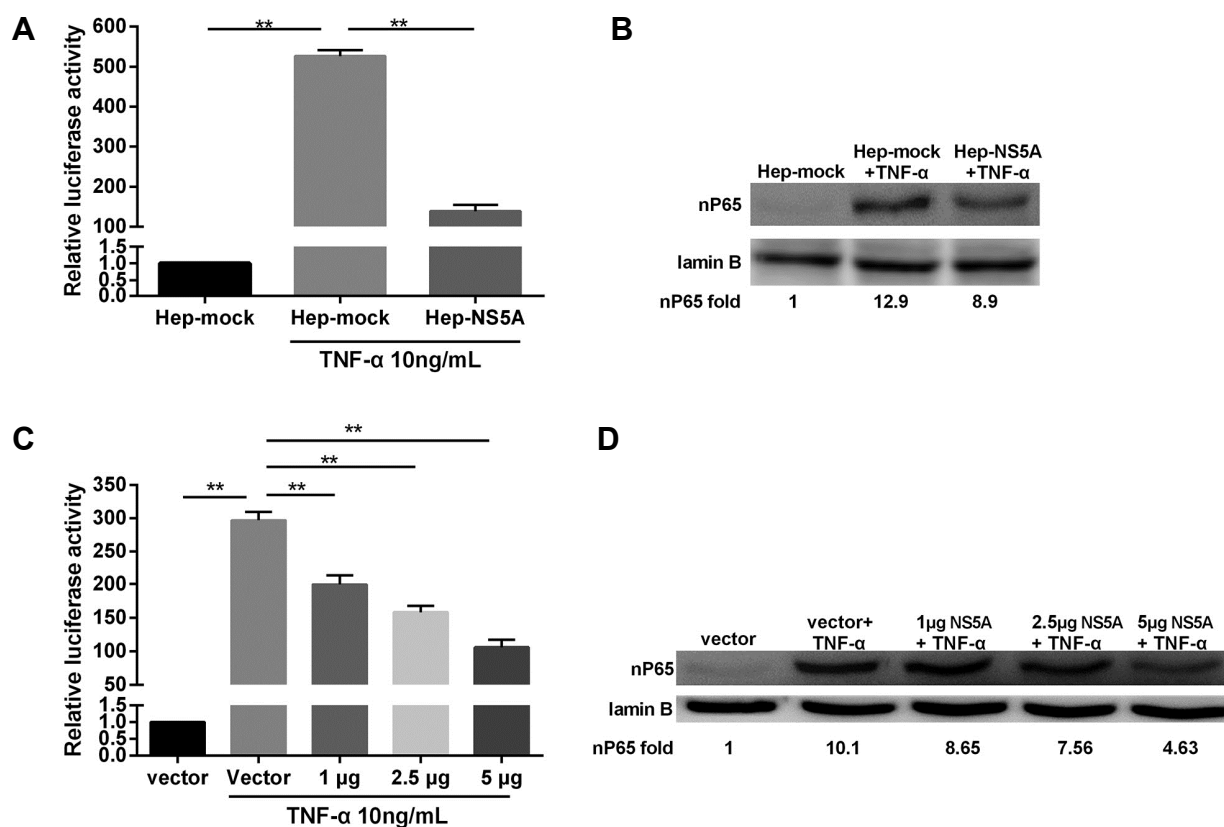 A
Relative luciferase activity
600
500
400
300
200
100
1.5
1.0
0.5
0.0
**
**
Hep-mock
Hep-mock
Hep-NS5A
TNF-α 10ng/mL
B
Hep-mock
Hep-mock
+TNF-α
Hep-NS5A
+TNF-α
nP65
lamin B
nP65 fold 1 12.9 8.9
C
Relative luciferase activity
350
300
250
200
150
100
50
1.5
1.0
0.5
0.0
**
**
**
**
vector
Vector
1 µg
2.5 µg
5 µg
TNF-α 10ng/mL
D
vector
vector+
TNF-α
1µg NS5A
+ TNF-α
2.5µg NS5A
+ TNF-α
5µg NS5A
+ TNF-α
nP65
lamin B
nP65 fold 1 10.1 8.65 7.56 4.63